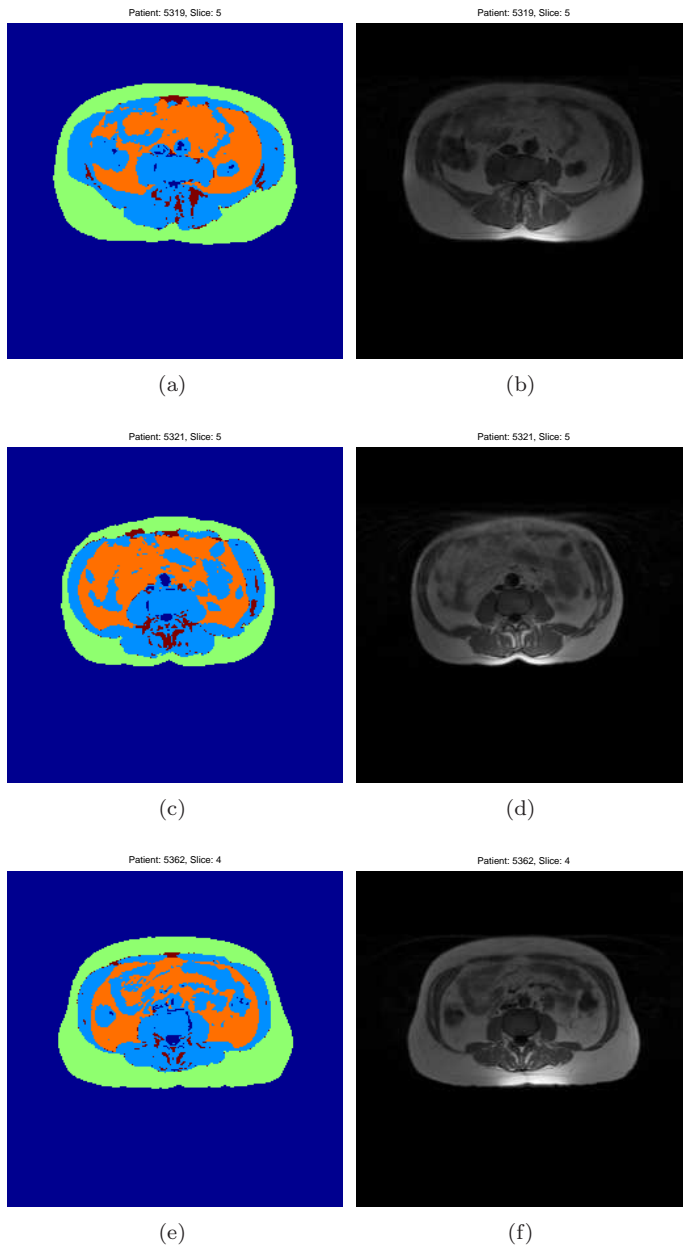 Patient: 5319, Slice: 5
Patient: 5319, Slice: 5
(a)
(b)
Patient: 5321, Slice: 5
Patient: 5321, Slice: 5
(c)
(d)
Patient: 5362, Slice: 4
Patient: 5362, Slice: 4
(e)
(f)